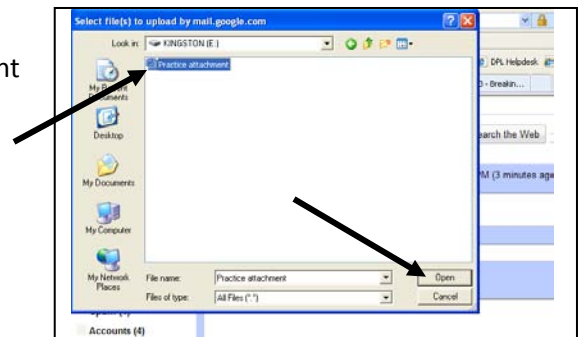 nt
Select file(s) to upload by mail.google.com
Look in: KINGSTON (E:)
Practice attachment
My Recent
Documents
Desktop
My Documents
My Computer
My Network
Places
File name: Practice attachment Open
Files of type: All Files (*.*) Cancel
DPL Helpdesk
D - Breakin...
earch the Web
PM (3 minutes ago
Accounts (4)